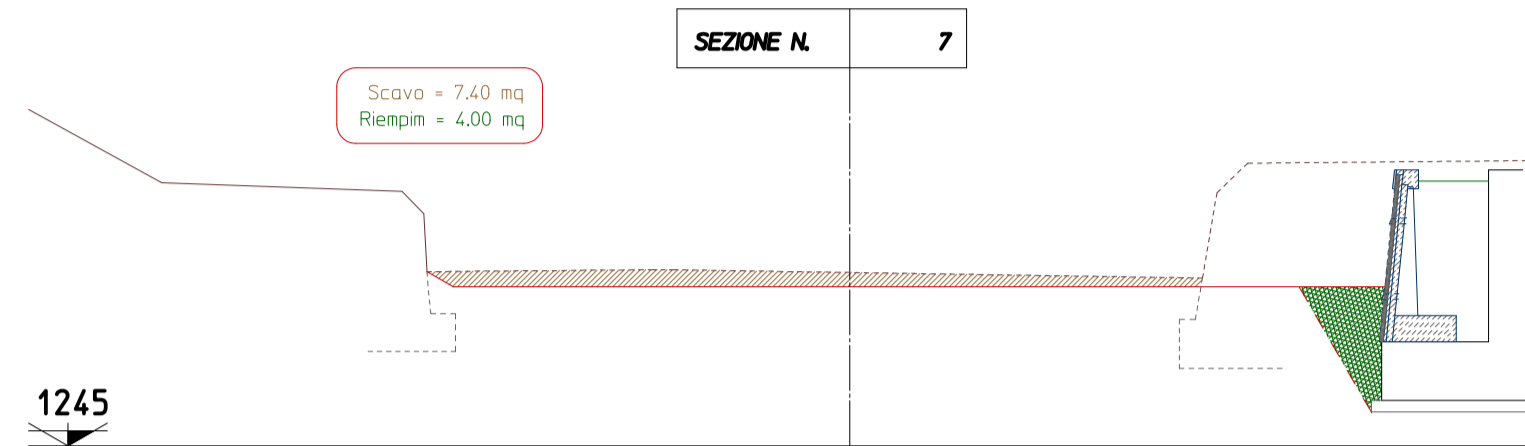 SEZIONE N. 7
Scavo = 7.40 mq
Riempim = 4.00 mq
1245